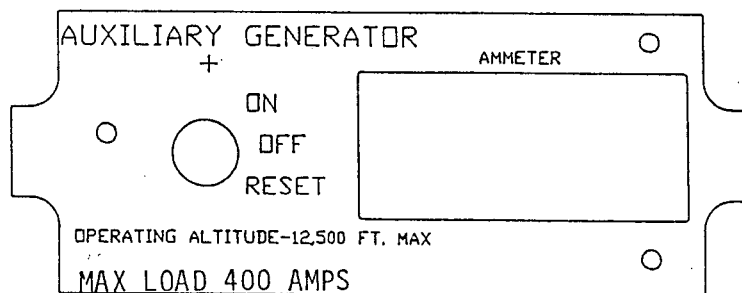 AUXILIARY GENERATOR
AMMETER
+
ON
OFF
RESET
OPERATING ALTITUDE-12,500 FT. MAX
MAX LOAD 400 AMPS